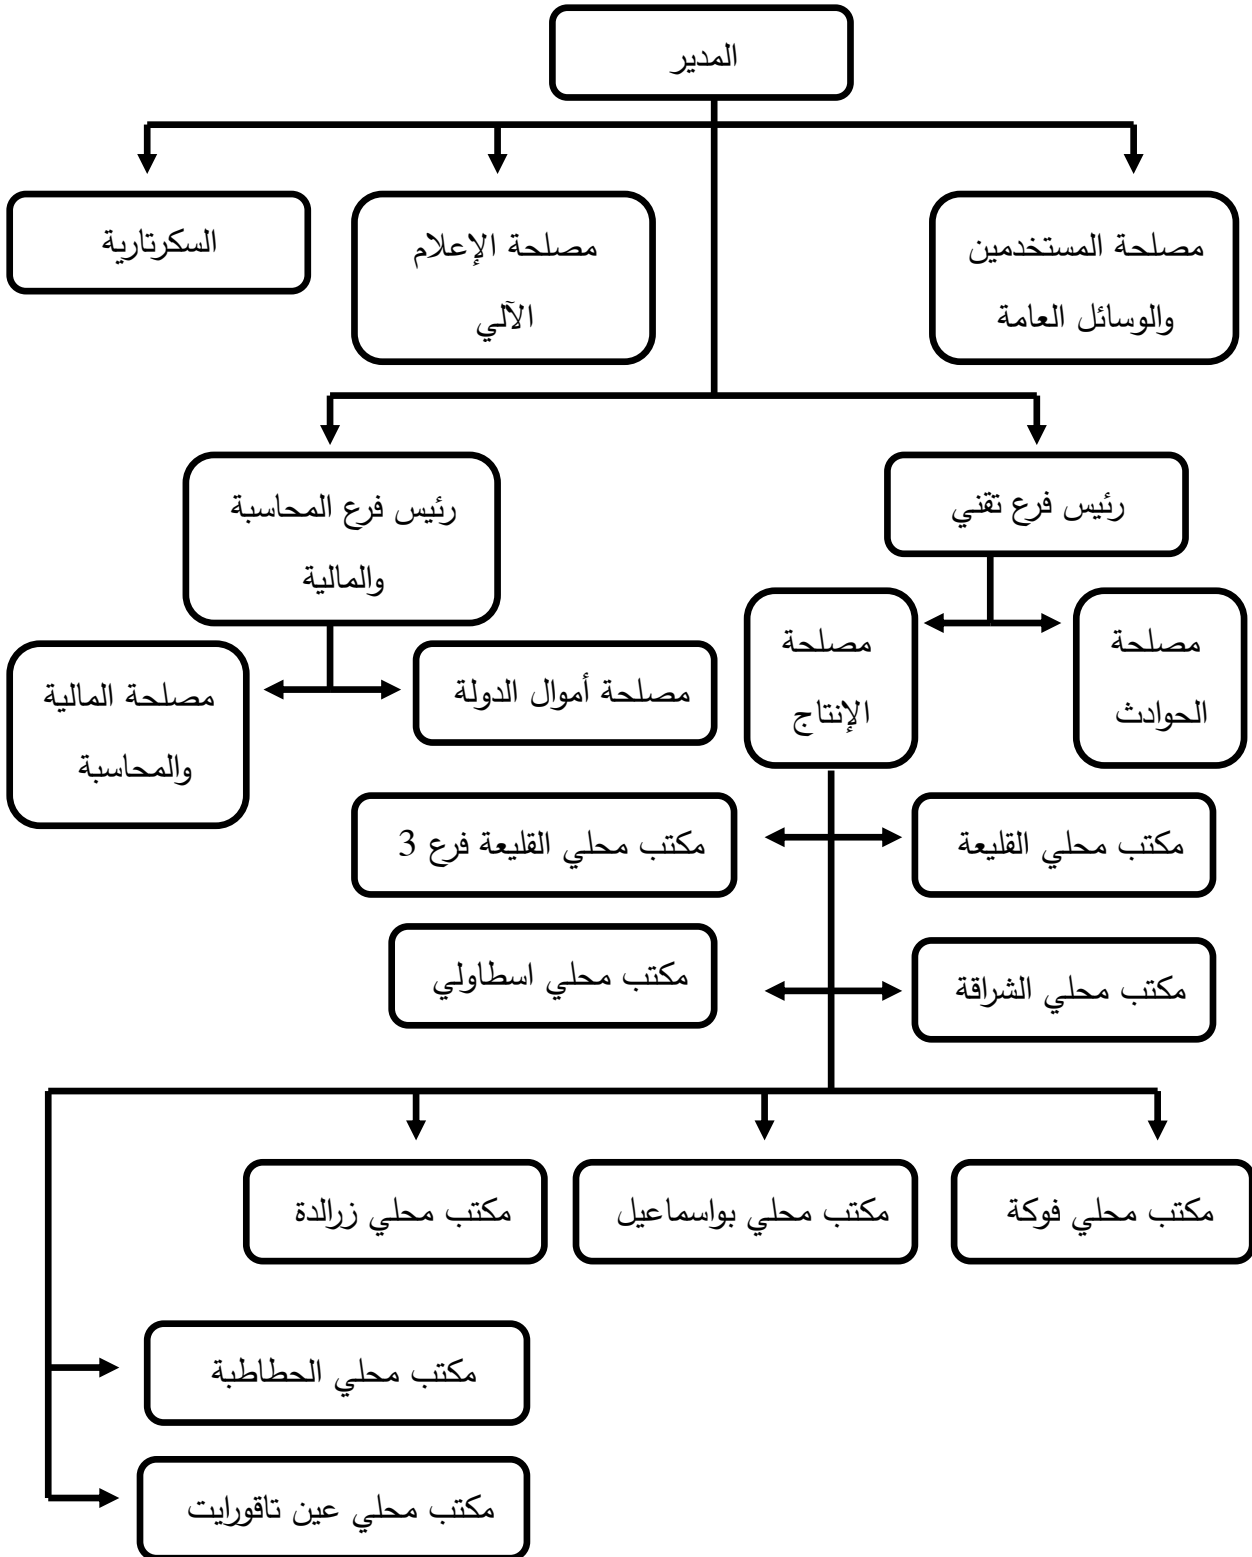 المدير
مصلحة المستخدمين
والوسائل العامة
مصلحة الإعلام
الآلي
السكرتارية
رئيس فرع تقني
رئيس فرع المحاسبة
والمالية
مصلحة
الحوادث
مصلحة
الإنتاج
مصلحة أموال الدولة
مصلحة المالية
والمحاسبة
مكتب محلي القليعة
مكتب محلي القليعة فرع 3
مكتب محلي الشراقة
مكتب محلي اسطاولي
مكتب محلي فوكة
مكتب محلي بواسماعيل
مكتب محلي زرالدة
مكتب محلي الحطاطبة
مكتب محلي عين تاقورايت